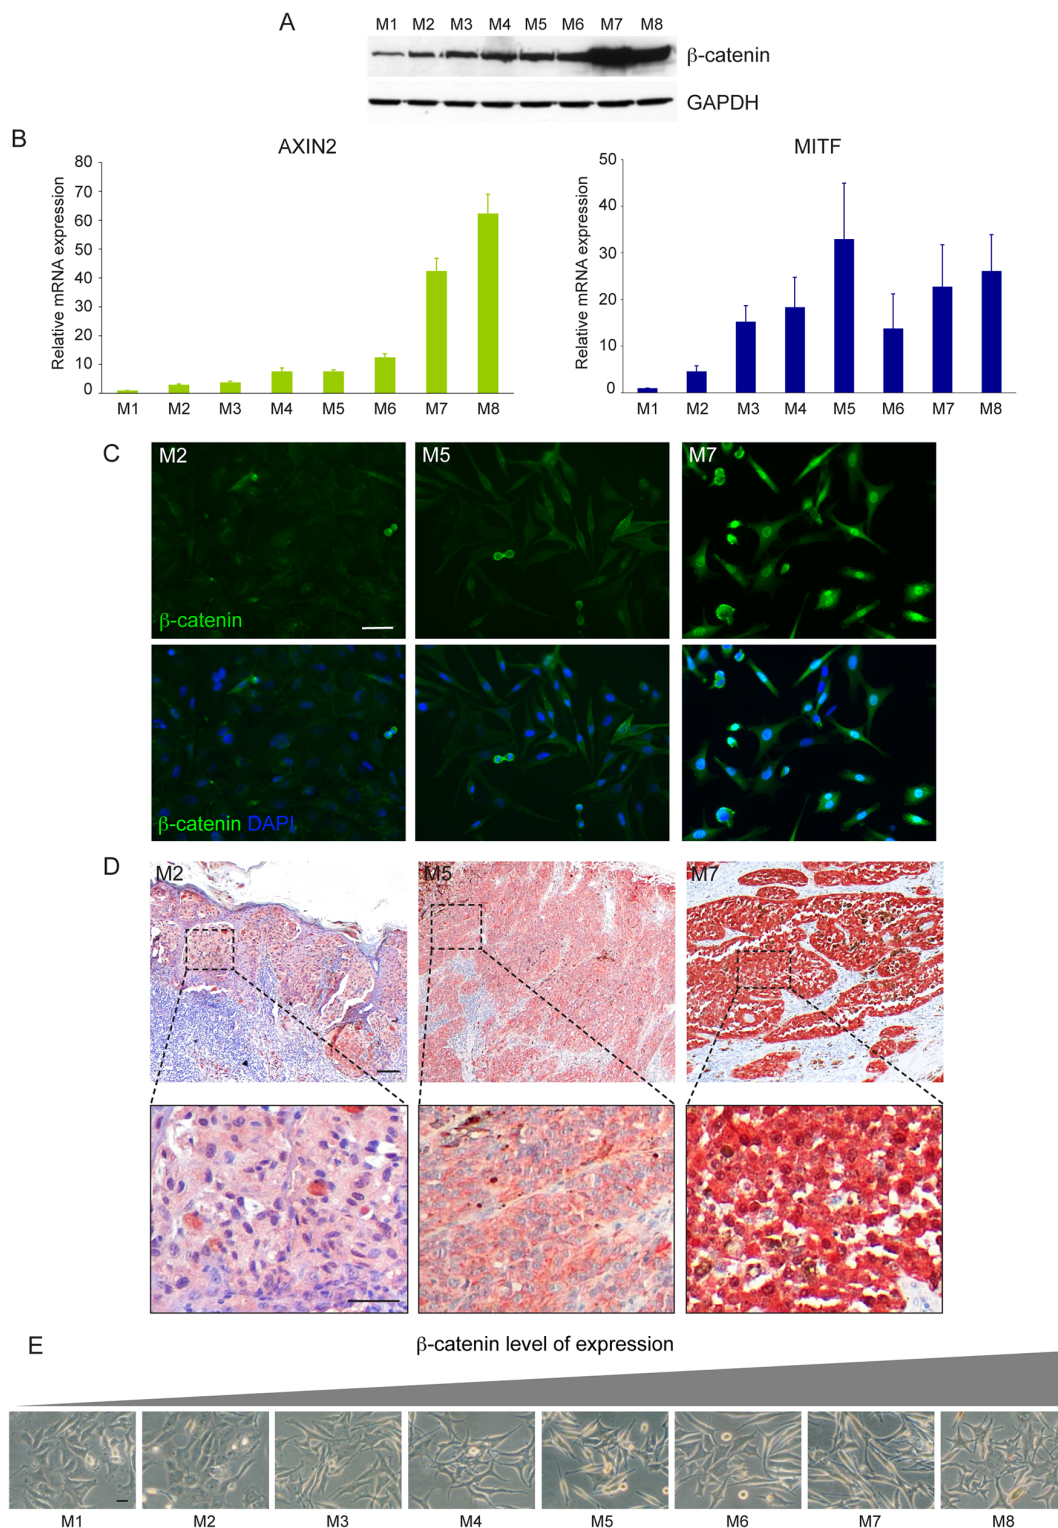 A
M1 M2 M3 M4 M5 M6 M7 M8
β-catenin
GAPDH
B
AXIN2
Relative mRNA expression
80
70
60
50
40
30
20
10
0
M1 M2 M3 M4 M5 M6 M7 M8
MITF
Relative mRNA expression
50
40
30
20
10
0
M1 M2 M3 M4 M5 M6 M7 M8
C
M2
M5
M7
β-catenin
β-catenin DAPI
D
M2
M5
M7
E
β-catenin level of expression
M1 M2 M3 M4 M5 M6 M7 M8